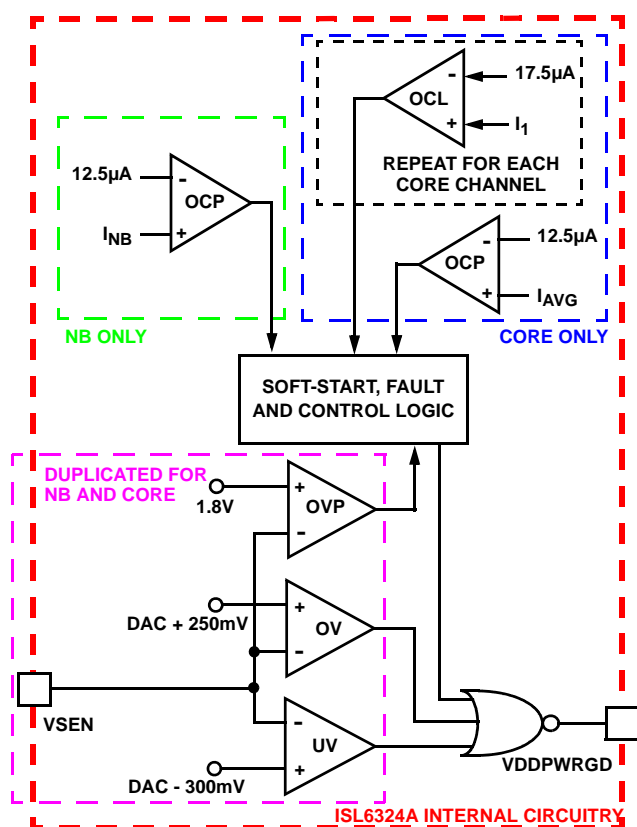 17.5µA
-
OCL
+
I1
REPEAT FOR EACH
CORE CHANNEL
12.5µA
-
OCP
INB
+
-
12.5µA
OCP
+
IAVG
NB ONLY
CORE ONLY
SOFT-START, FAULT
AND CONTROL LOGIC
DUPLICATED FOR
NB AND CORE
+
1.8V
OVP
-
+
DAC + 250mV
OV
-
VSEN
-
UV
DAC - 300mV
+
VDDPWRGD
ISL6324A INTERNAL CIRCUITRY